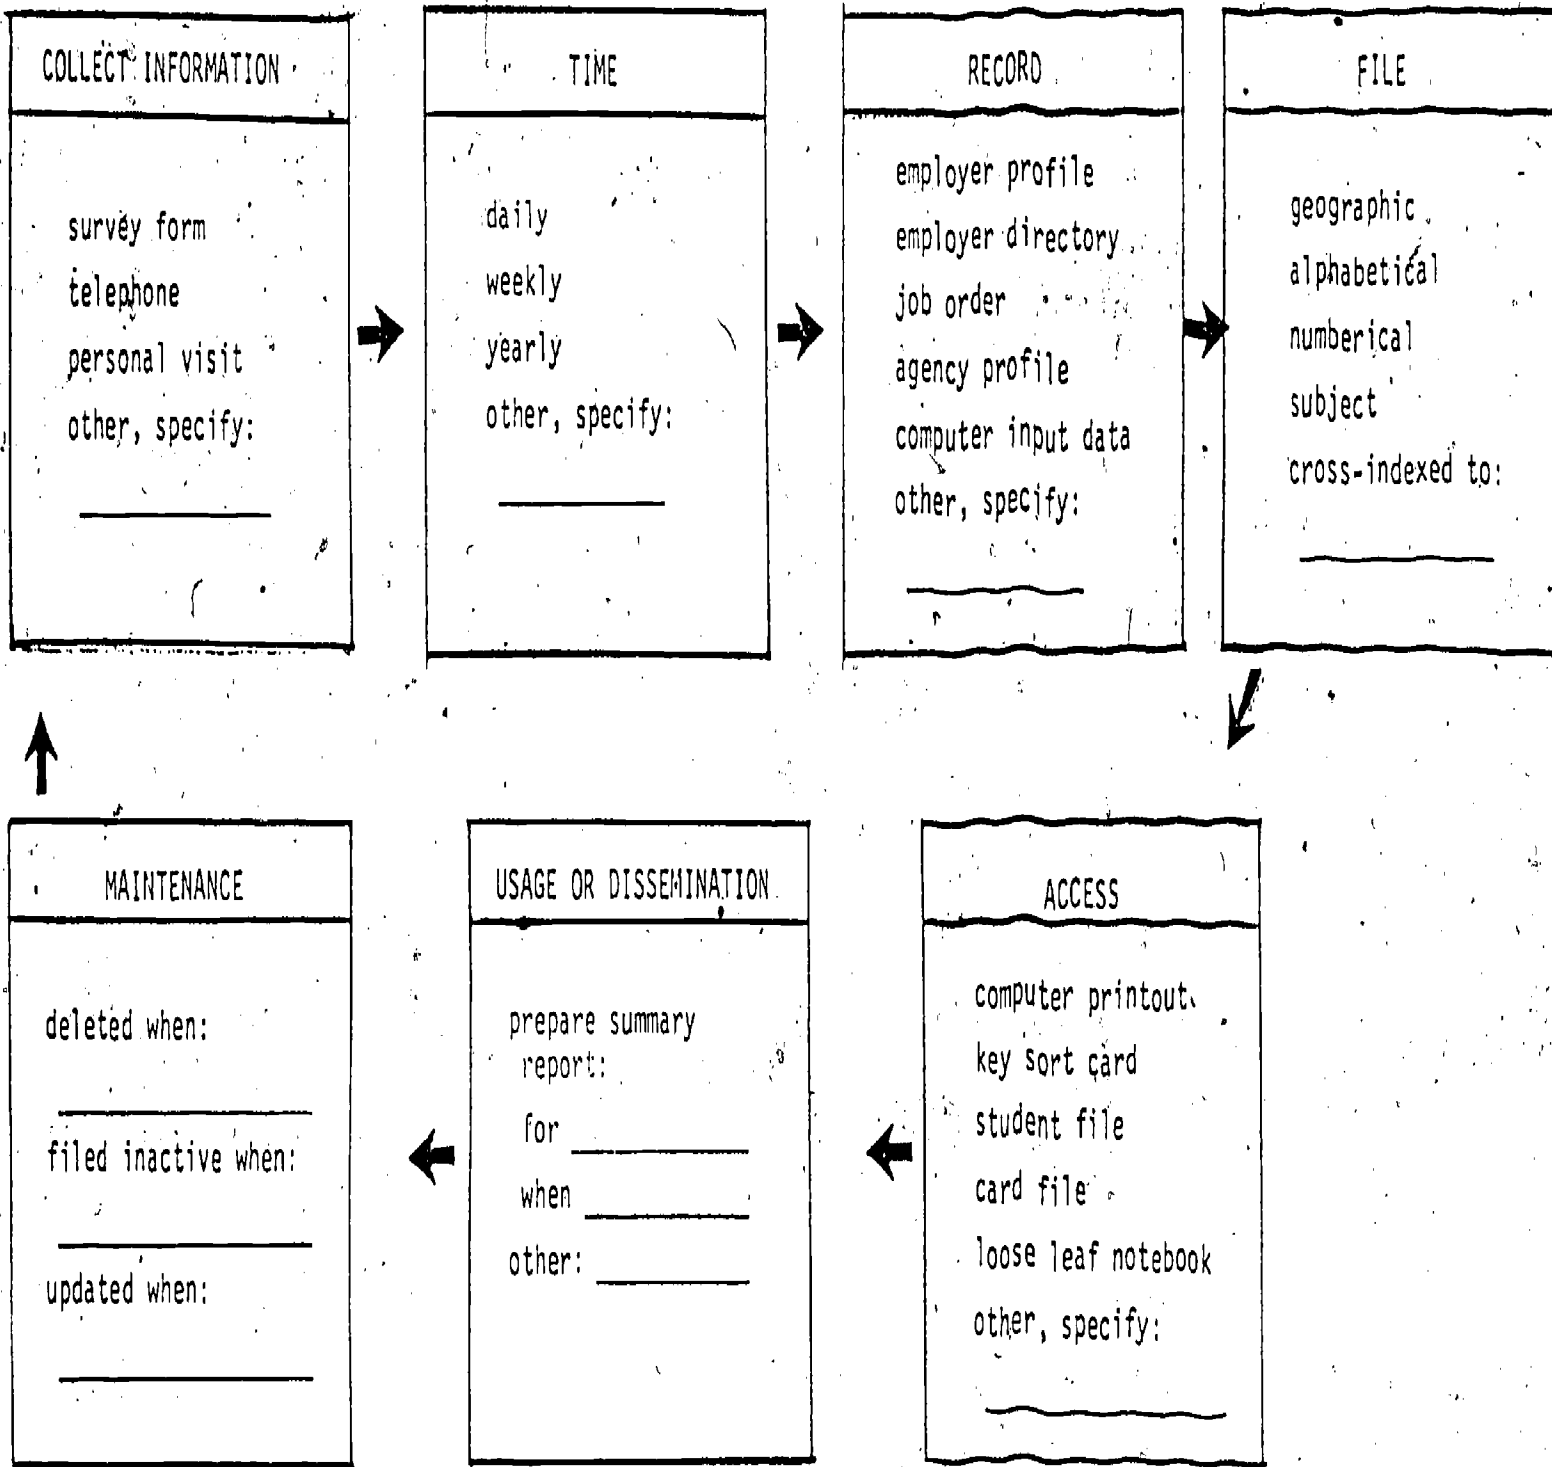 COLLECT INFORMATION
survey form
telephone
personal visit
other, specify:
TIME
daily
weekly
yearly
other, specify:
RECORD
employer profile
employer directory
job order
agency profile
computer input data
other, specify:
FILE
geographic
alphabetical
numberical
subject
cross-indexed to:
ACCESS
computer printout
key sort card
student file
card file
loose leaf notebook
other, specify:
USAGE OR DISSEMINATION
prepare summary
report:
for
when
other:
MAINTENANCE
deleted when:
filed inactive when:
updated when: